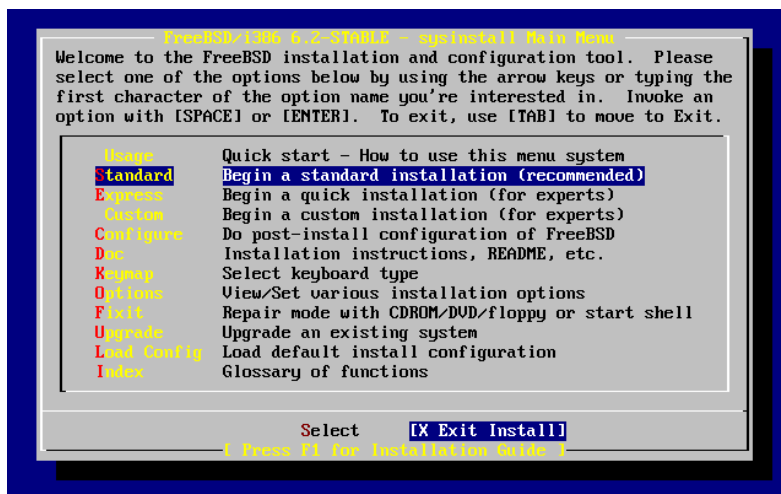 FreeBSD/i386 6.2-STABLE - sysinstall Main Menu
Welcome to the FreeBSD installation and configuration tool.  Please
select one of the options below by using the arrow keys or typing the
first character of the option name you're interested in.  Invoke an
option with [SPACE] or [ENTER].  To exit, use [TAB] to move to Exit.
Usage Quick start - How to use this menu system
Standard Begin a standard installation (recommended)
Express Begin a quick installation (for experts)
Custom Begin a custom installation (for experts)
Configure Do post-install configuration of FreeBSD
Doc Installation instructions, README, etc.
Keymap Select keyboard type
Options View/Set various installation options
Fixit Repair mode with CDROM/DVD/floppy or start shell
Upgrade Upgrade an existing system
Load Config Load default install configuration
Index Glossary of functions
Select [X Exit Install]
[ Press F1 for Installation Guide ]